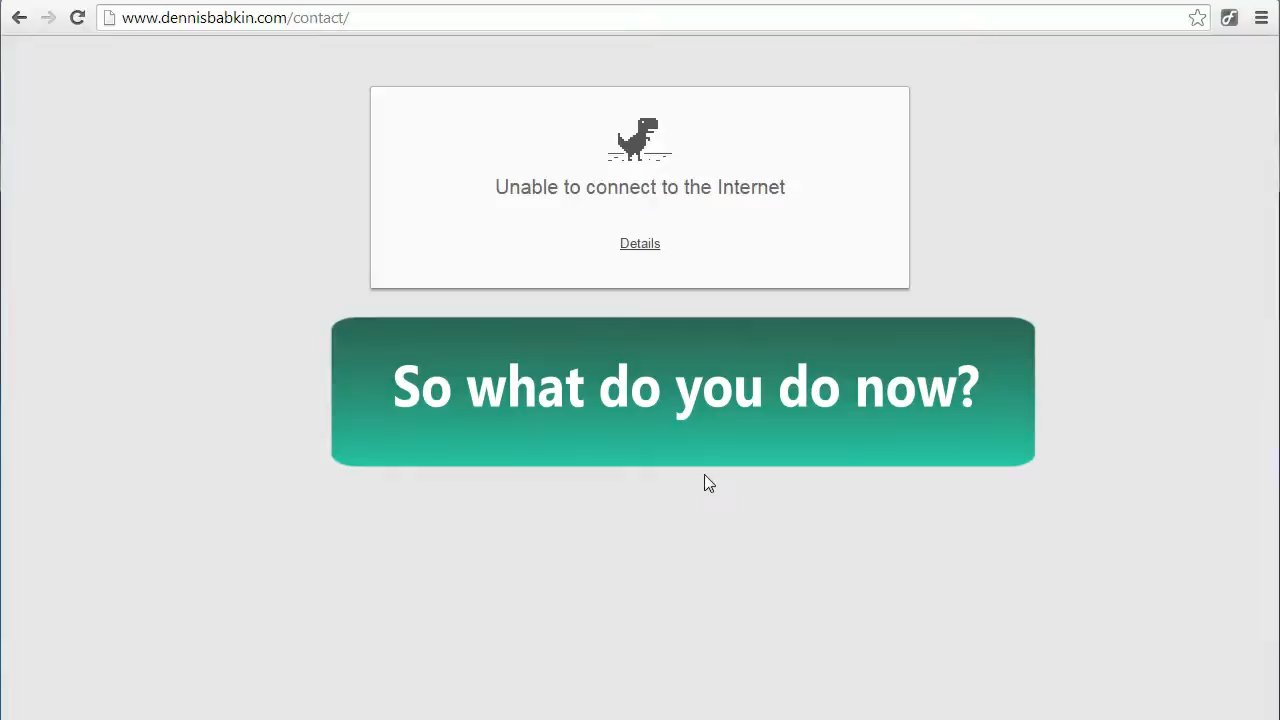 www.dennisbabkin.com/contact/
Unable to connect to the Internet
Details
So what do you do now?